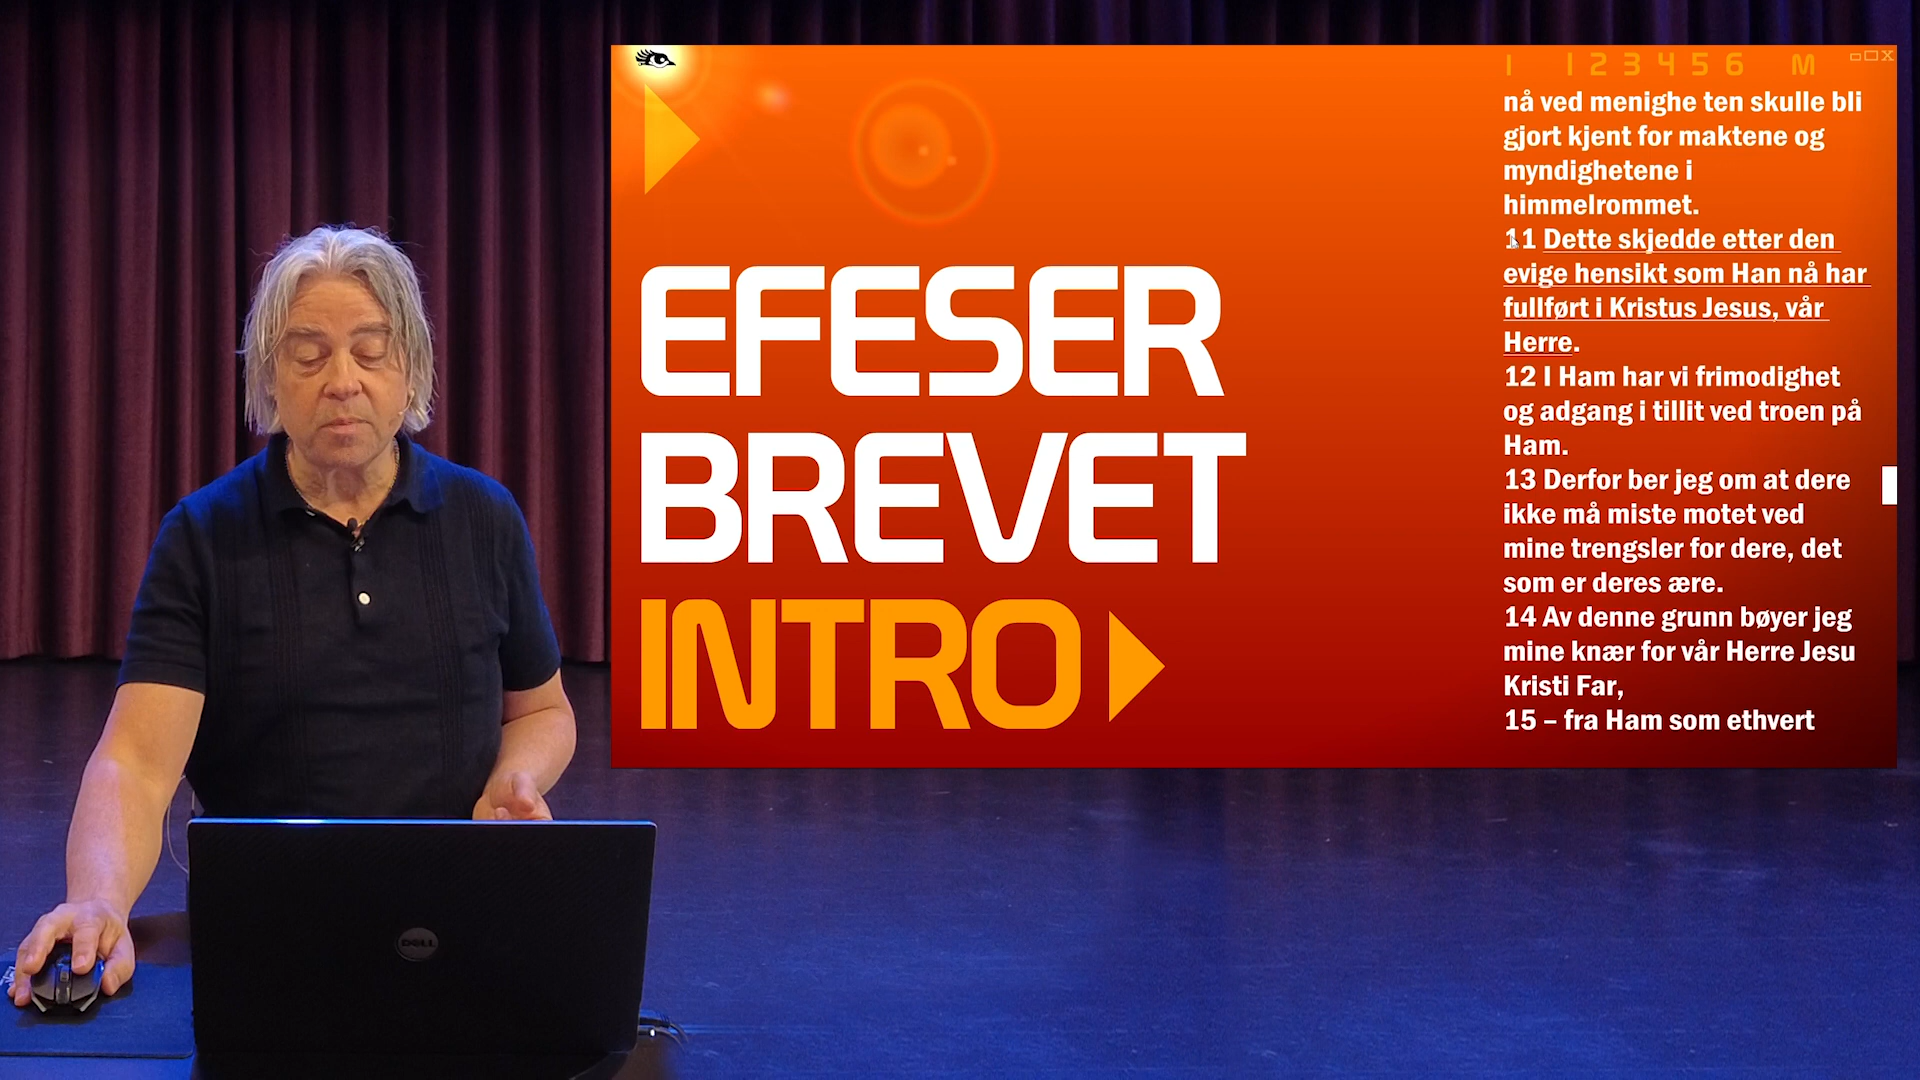 I 1 2 3 4 5 6 M
nå ved menighe ten skulle bli
gjort kjent for maktene og
myndighetene i
himmelrommet.
11 Dette skjedde etter den
evige hensikt som Han nå har
fullført i Kristus Jesus, vår
Herre.
12 I Ham har vi frimodighet
og adgang i tillit ved troen på
Ham.
13 Derfor ber jeg om at dere
ikke må miste motet ved
mine trengsler for dere, det
som er deres ære.
14 Av denne grunn bøyer jeg
mine knær for vår Herre Jesu
Kristi Far,
15 – fra Ham som ethvert
EFESER
BREVET
INTRO
DELL